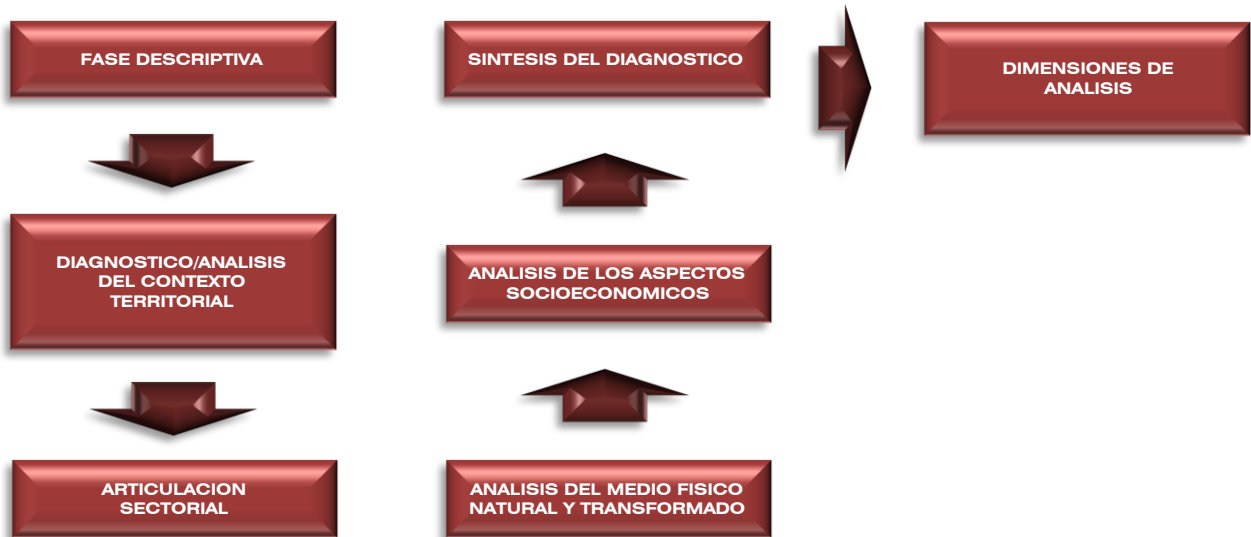 FASE DESCRIPTIVA
DIAGNOSTICO/ANALISIS
DEL CONTEXTO
TERRITORIAL
ARTICULACION
SECTORIAL
SINTESIS DEL DIAGNOSTICO
ANALISIS DE LOS ASPECTOS
SOCIOECONOMICOS
ANALISIS DEL MEDIO FISICO
NATURAL Y TRANSFORMADO
DIMENSIONES DE
ANALISIS